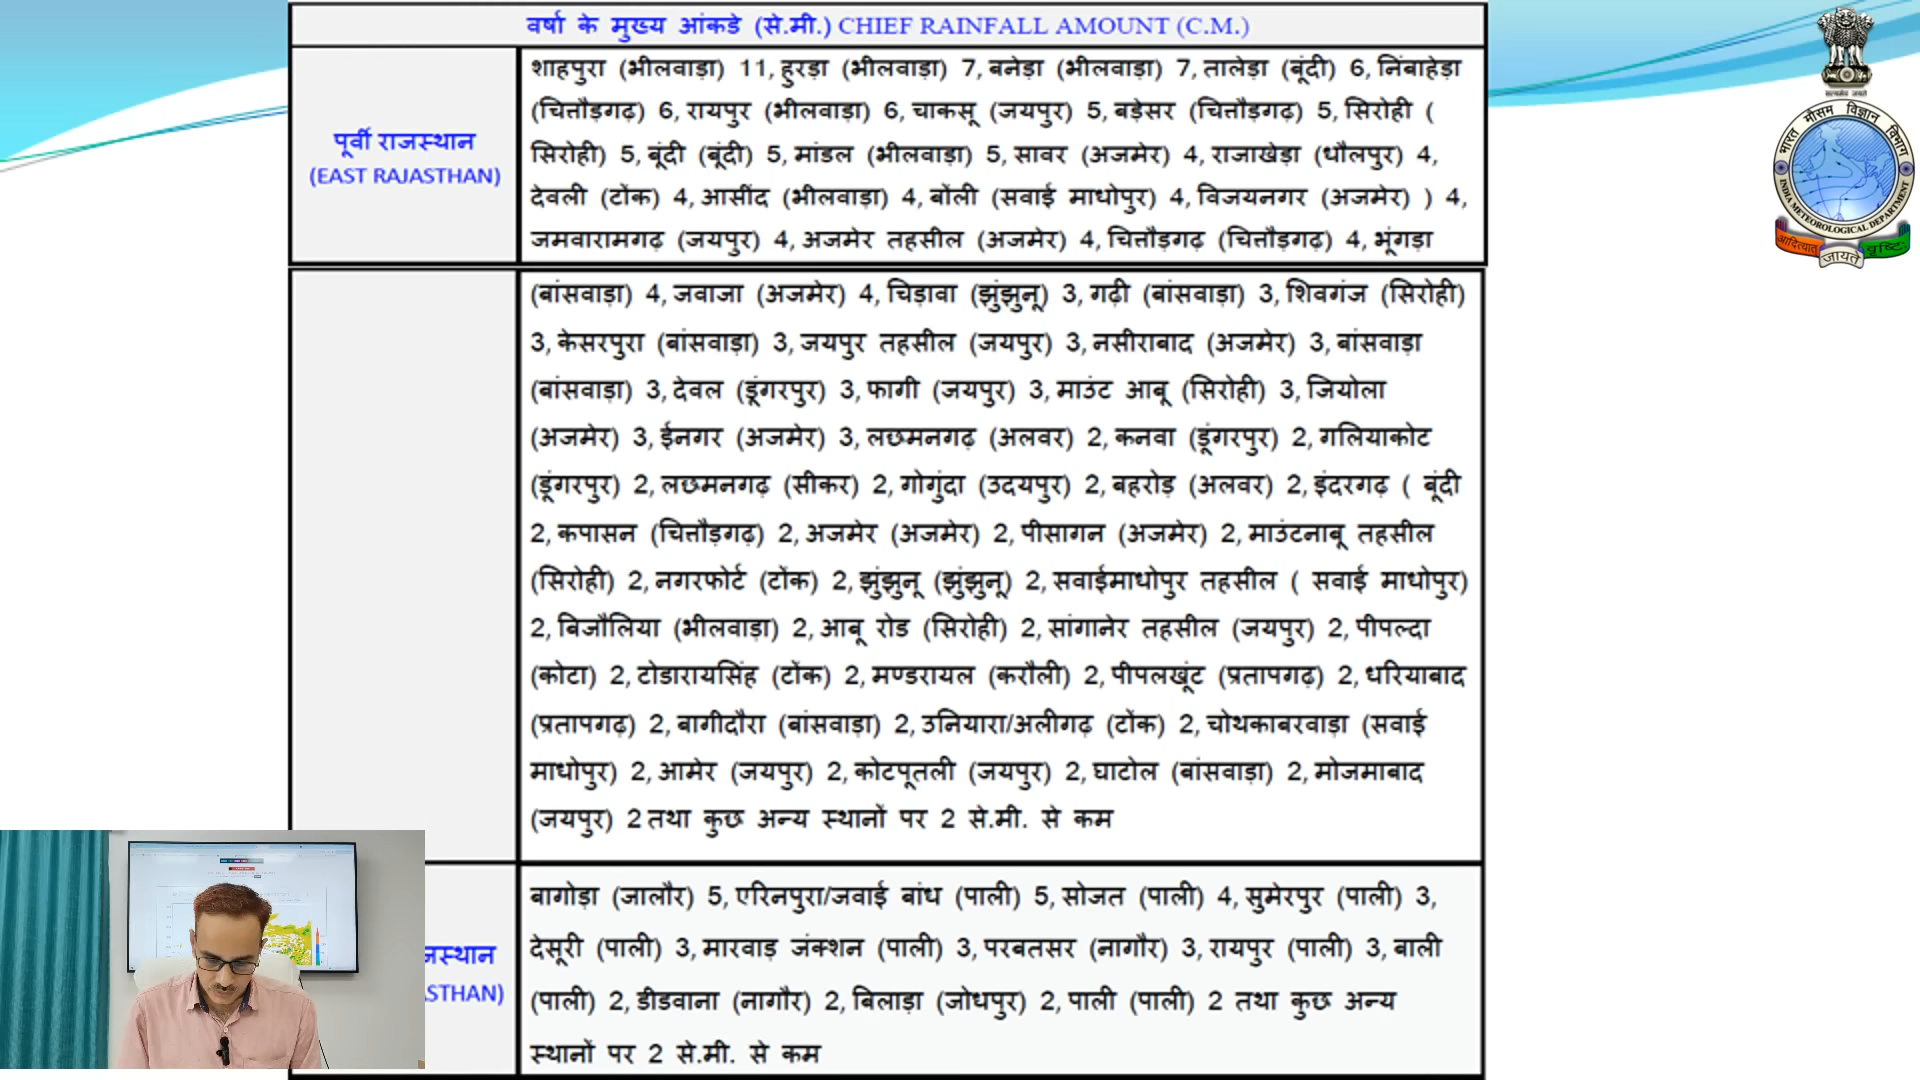 वर्षा के मुख्य आंकडे (से.मी.) CHIEF RAINFALL AMOUNT (C.M.)
पूर्वी राजस्थान
(EAST RAJASTHAN)
शाहपुरा (भीलवाड़ा) 11, हुरड़ा (भीलवाड़ा) 7, बनेड़ा (भीलवाड़ा) 7, तालेड़ा (बूंदी) 6, निंबाहेड़ा
(चित्तौड़गढ़) 6, रायपुर (भीलवाड़ा) 6, चाकसू (जयपुर) 5, बड़ेसर (चित्तौड़गढ़) 5, सिरोही (
सिरोही) 5, बूंदी (बूंदी) 5, मांडल (भीलवाड़ा) 5, सावर (अजमेर) 4, राजाखेड़ा (धौलपुर) 4,
देवली (टोंक) 4, आसींद (भीलवाड़ा) 4, बोंली (सवाई माधोपुर) 4, विजयनगर (अजमेर) ) 4,
जमवारामगढ़ (जयपुर) 4, अजमेर तहसील (अजमेर) 4, चित्तौड़गढ़ (चित्तौड़गढ़) 4, भूंगड़ा
(बांसवाड़ा) 4, जवाजा (अजमेर) 4, चिड़ावा (झुंझुनू) 3, गढ़ी (बांसवाड़ा) 3, शिवगंज (सिरोही)
3, केसरपुरा (बांसवाड़ा) 3, जयपुर तहसील (जयपुर) 3, नसीराबाद (अजमेर) 3, बांसवाड़ा
(बांसवाड़ा) 3, देवल (डूंगरपुर) 3, फागी (जयपुर) 3, माउंट आबू (सिरोही) 3, जियोला
(अजमेर) 3, ईनगर (अजमेर) 3, लछमनगढ़ (अलवर) 2, कनवा (डूंगरपुर) 2, गलियाकोट
(डूंगरपुर) 2, लछमनगढ़ (सीकर) 2, गोगुंदा (उदयपुर) 2, बहरोड़ (अलवर) 2, इंदरगढ़ ( बूंदी
2, कपासन (चित्तौड़गढ़) 2, अजमेर (अजमेर) 2, पीसागन (अजमेर) 2, माउंटनाबू तहसील
(सिरोही) 2, नगरफोर्ट (टोंक) 2, झुंझुनू (झुंझुनू) 2, सवाईमाधोपुर तहसील ( सवाई माधोपुर)
2, बिजौलिया (भीलवाड़ा) 2, आबू रोड (सिरोही) 2, सांगानेर तहसील (जयपुर) 2, पीपल्दा
(कोटा) 2, टोडारायसिंह (टोंक) 2, मण्डरायल (करौली) 2, पीपलखूंट (प्रतापगढ़) 2, धरियाबाद
(प्रतापगढ़) 2, बागीदौरा (बांसवाड़ा) 2, उनियारा/अलीगढ़ (टोंक) 2, चोथकाबरवाड़ा (सवाई
माधोपुर) 2, आमेर (जयपुर) 2, कोटपूतली (जयपुर) 2, घाटोल (बांसवाड़ा) 2, मोजमाबाद
(जयपुर) 2 तथा कुछ अन्य स्थानों पर 2 से.मी. से कम
जस्थान
STHAN)
बागोड़ा (जालौर) 5, एरिनपुरा/जवाई बांध (पाली) 5, सोजत (पाली) 4, सुमेरपुर (पाली) 3,
देसूरी (पाली) 3, मारवाड़ जंक्शन (पाली) 3, परबतसर (नागौर) 3, रायपुर (पाली) 3, बाली
(पाली) 2, डीडवाना (नागौर) 2, बिलाड़ा (जोधपुर) 2, पाली (पाली) 2 तथा कुछ अन्य
स्थानों पर 2 से.मी. से कम
सत्यमेव जयते
भारत मौसम विज्ञान विभाग
INDIA METEOROLOGICAL DEPARTMENT
आदित्यात् जायते वृष्टिः